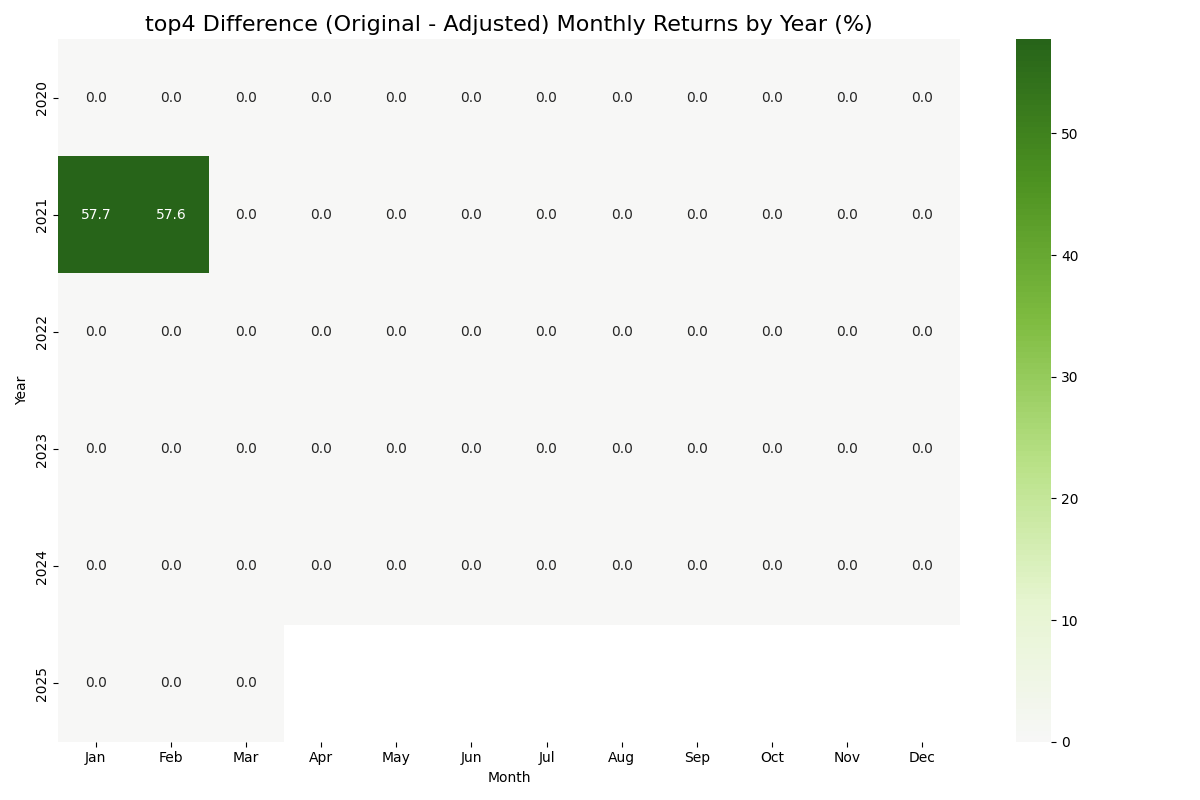 top4 Difference (Original - Adjusted) Monthly Returns by Year (%)
2020 0.0 0.0 0.0 0.0 0.0 0.0 0.0 0.0 0.0 0.0 0.0 0.0
2021 57.7 57.6 0.0 0.0 0.0 0.0 0.0 0.0 0.0 0.0 0.0 0.0
2022 0.0 0.0 0.0 0.0 0.0 0.0 0.0 0.0 0.0 0.0 0.0 0.0
2023 0.0 0.0 0.0 0.0 0.0 0.0 0.0 0.0 0.0 0.0 0.0 0.0
2024 0.0 0.0 0.0 0.0 0.0 0.0 0.0 0.0 0.0 0.0 0.0 0.0
2025 0.0 0.0 0.0
Year
Jan Feb Mar Apr May Jun Jul Aug Sep Oct Nov Dec
Month
50
40
30
20
10
0